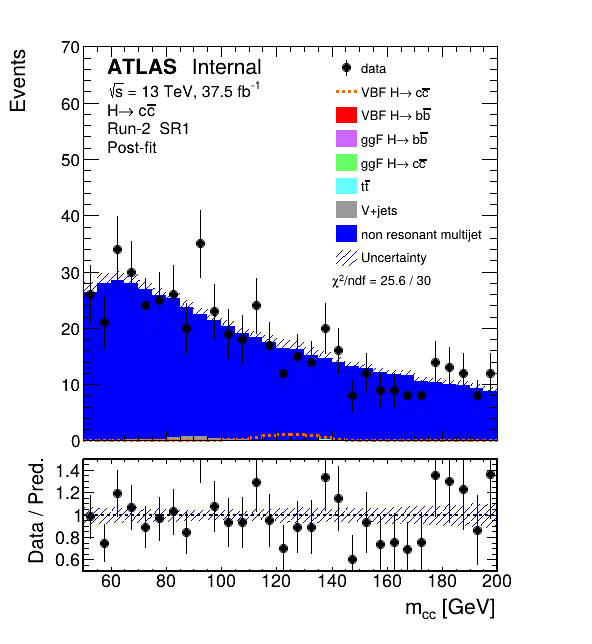 Events
70
60
50
40
30
20
10
0
ATLAS Internal
√s = 13 TeV, 37.5 fb⁻¹
H→ cc̅
Run-2 SR1
Post-fit
data
VBF H→ cc̅
VBF H→ bb̅
ggF H→ bb̅
ggF H→ cc̅
tt̅
V+jets
non resonant multijet
Uncertainty
χ²/ndf = 25.6 / 30
Data / Pred.
1.4
1.2
1
0.8
0.6
60 80 100 120 140 160 180 200
m_cc [GeV]